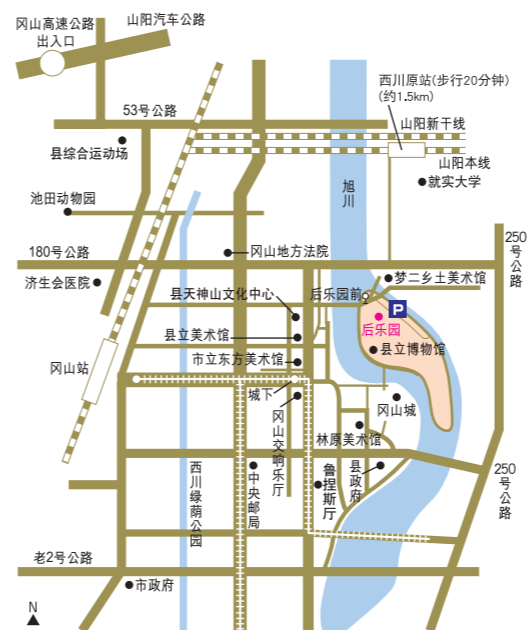 冈山高速公路
出入口
山阳汽车公路
西川原站(步行20分钟)
(约1.5km)
53号公路
山阳新干线
县综合运动场
山阳本线
就实大学
池田动物园
旭川
250号公路
180号公路
冈山地方法院
梦二乡土美术馆
济生会医院
县天神山文化中心
后乐园前
P
后乐园
县立美术馆
县立博物馆
市立东方美术馆
冈山站
城下
冈山城
冈山交响乐厅
林原美术馆
西川绿荫公园
中央邮局
鲁捏斯厅
县政府
250号公路
老2号公路
市政府
N